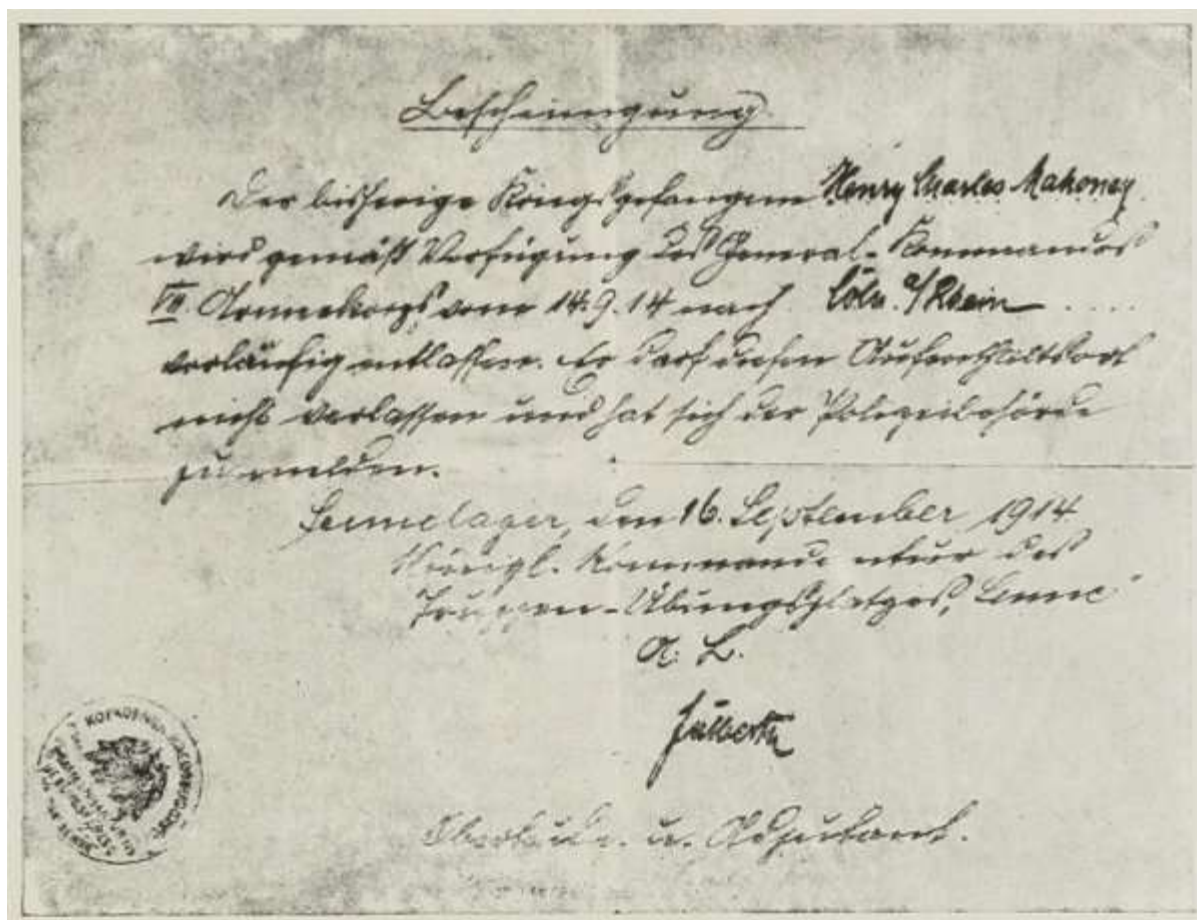 Bescheinigung.
Der bisherige Kriegsgefangene Henry Charles Mahoney
wird gemäß Verfügung des General-Kommandos
VII. Armeekorps vom 14.9.14 nach Cöln a/Rhein ....
vorläufig entlassen. Er darf diesen Aufenthaltsort
nicht verlassen und hat sich der Polizeibehörde
zu melden.
Sennelager, den 16. September 1914
Königl. Kommandantur des
Truppen-Übungsplatzes, Senne
Oberleutn. u. Adjutant.